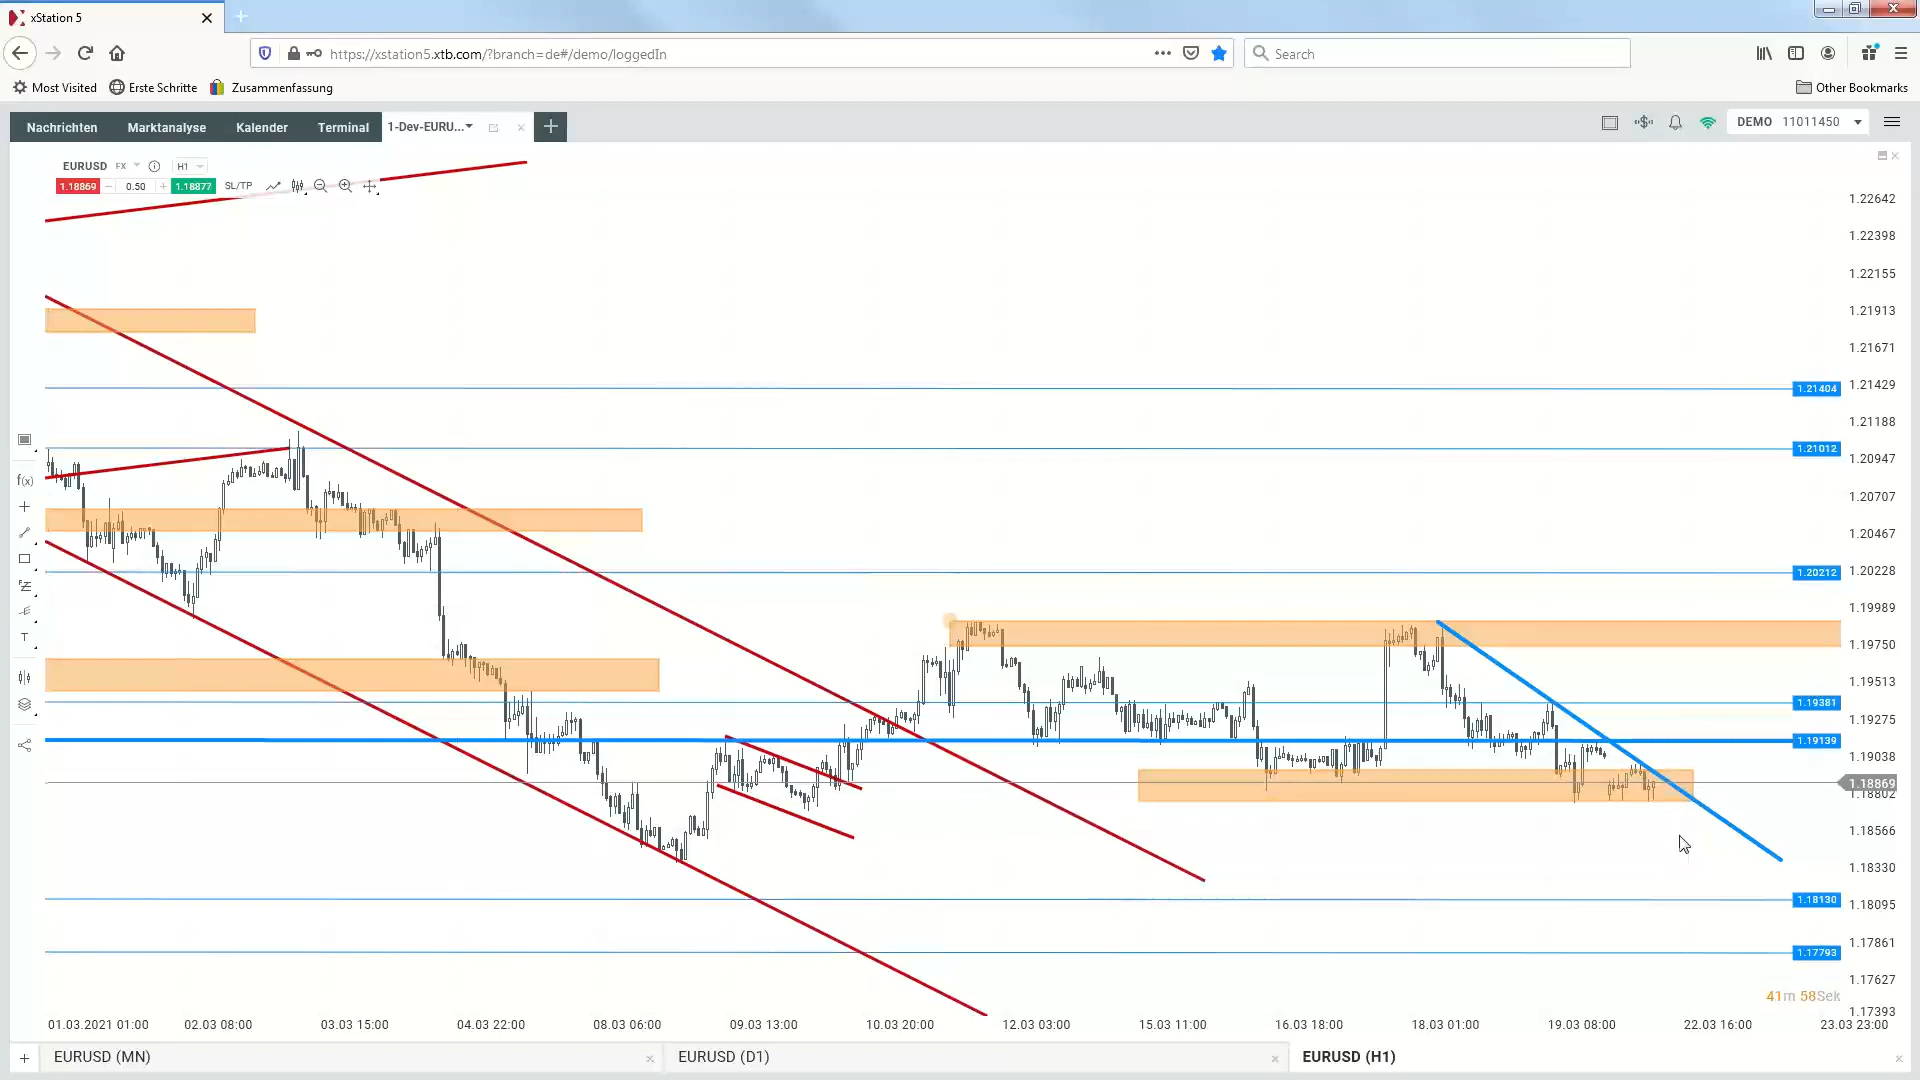 xStation 5
https://xstation5.xtb.com/?branch=de#/demo/loggedIn
Search
Most Visited
Erste Schritte
Zusammenfassung
Other Bookmarks
Nachrichten
Marktanalyse
Kalender
Terminal
1-Dev-EURU...
DEMO 11011450
EURUSD FX H1
1.18869 0.50 1.18877 SL/TP
1.22642
1.22398
1.22155
1.21913
1.21671
1.21404
1.21429
1.21188
1.21012
1.20947
1.20707
1.20467
1.20212
1.20228
1.19989
1.19750
1.19513
1.19381
1.19275
1.19139
1.19038
1.18869
1.18802
1.18566
1.18330
1.18130
1.18095
1.17861
1.17793
1.17627
1.17393
f(x)
T
41m 58Sek
01.03.2021 01:00
02.03 08:00
03.03 15:00
04.03 22:00
08.03 06:00
09.03 13:00
10.03 20:00
12.03 03:00
15.03 11:00
16.03 18:00
18.03 01:00
19.03 08:00
22.03 16:00
23.03 23:00
EURUSD (MN)
EURUSD (D1)
EURUSD (H1)